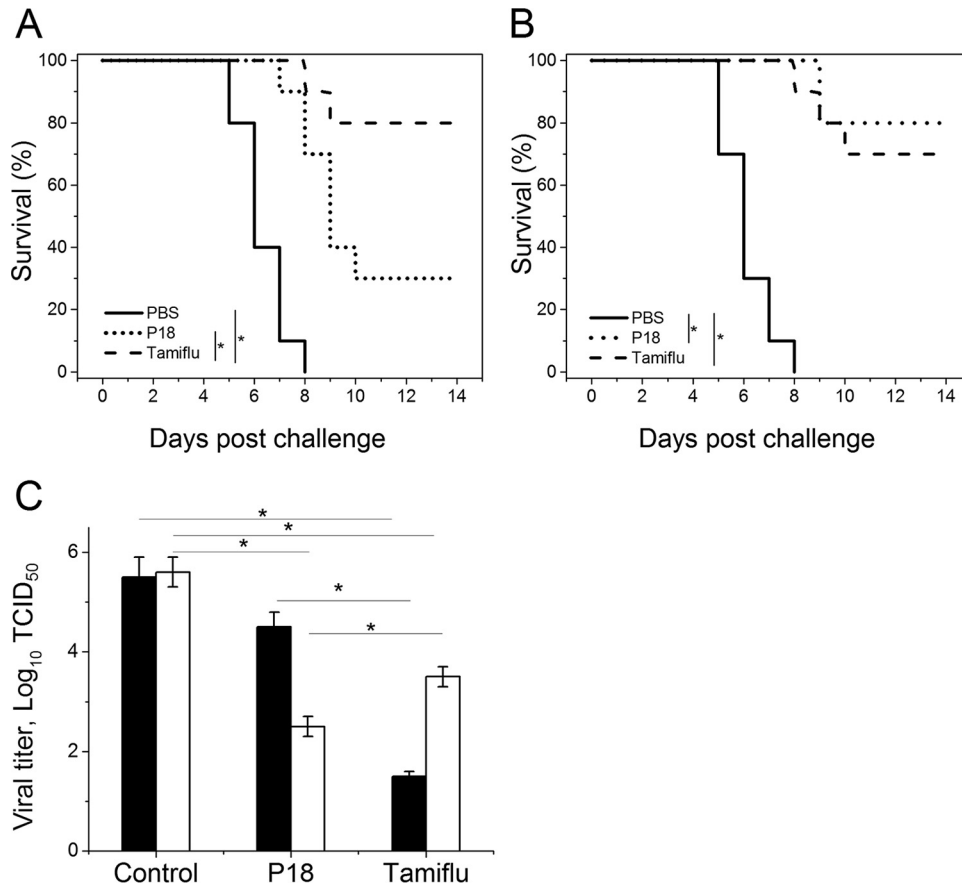 A
Survival (%)
100
80
60
40
20
0
PBS
P18
Tamiflu
*
*
0 2 4 6 8 10 12 14
Days post challenge
B
Survival (%)
100
80
60
40
20
0
PBS
P18
Tamiflu
*
*
0 2 4 6 8 10 12 14
Days post challenge
C
Viral titer, Log₁₀ TCID₅₀
6
4
2
0
*
*
*
*
*
Control P18 Tamiflu